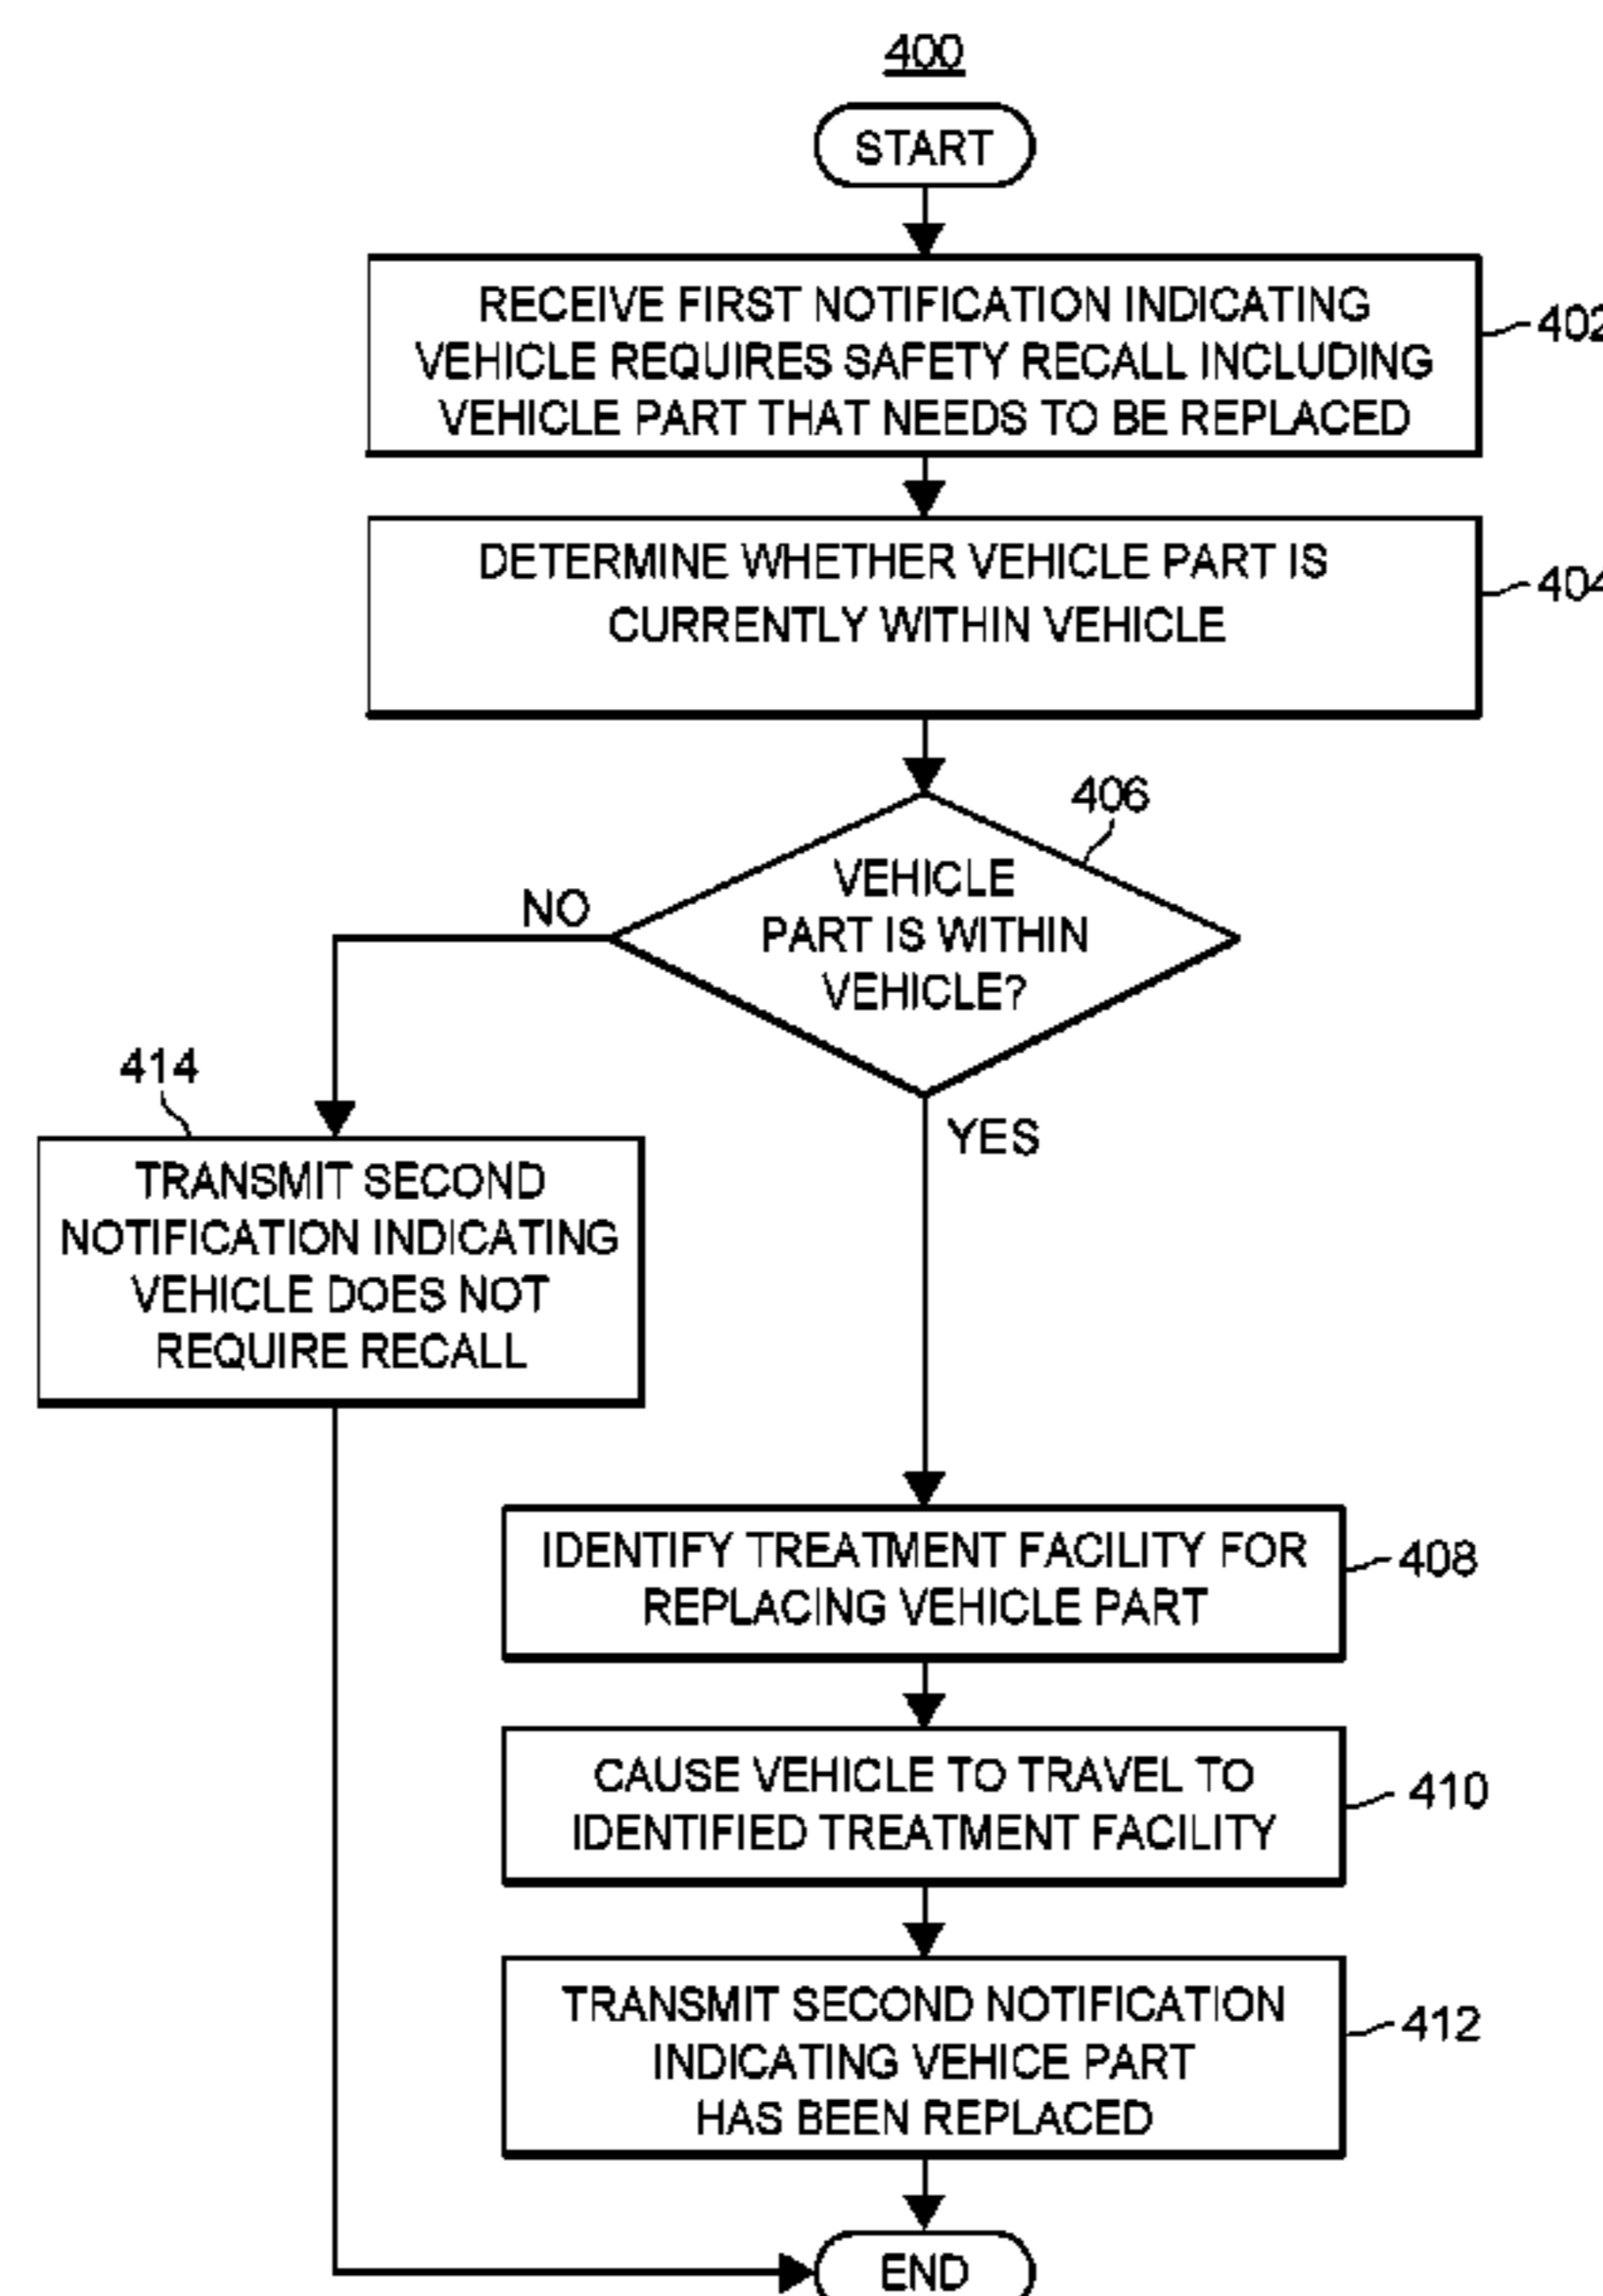 400
START
RECEIVE FIRST NOTIFICATION INDICATING
VEHICLE REQUIRES SAFETY RECALL INCLUDING
VEHICLE PART THAT NEEDS TO BE REPLACED
402
DETERMINE WHETHER VEHICLE PART IS
CURRENTLY WITHIN VEHICLE
404
406
VEHICLE
PART IS WITHIN
VEHICLE?
NO
YES
414
TRANSMIT SECOND
NOTIFICATION INDICATING
VEHICLE DOES NOT
REQUIRE RECALL
IDENTIFY TREATMENT FACILITY FOR
REPLACING VEHICLE PART
408
CAUSE VEHICLE TO TRAVEL TO
IDENTIFIED TREATMENT FACILITY
410
TRANSMIT SECOND NOTIFICATION
INDICATING VEHICE PART
HAS BEEN REPLACED
412
END